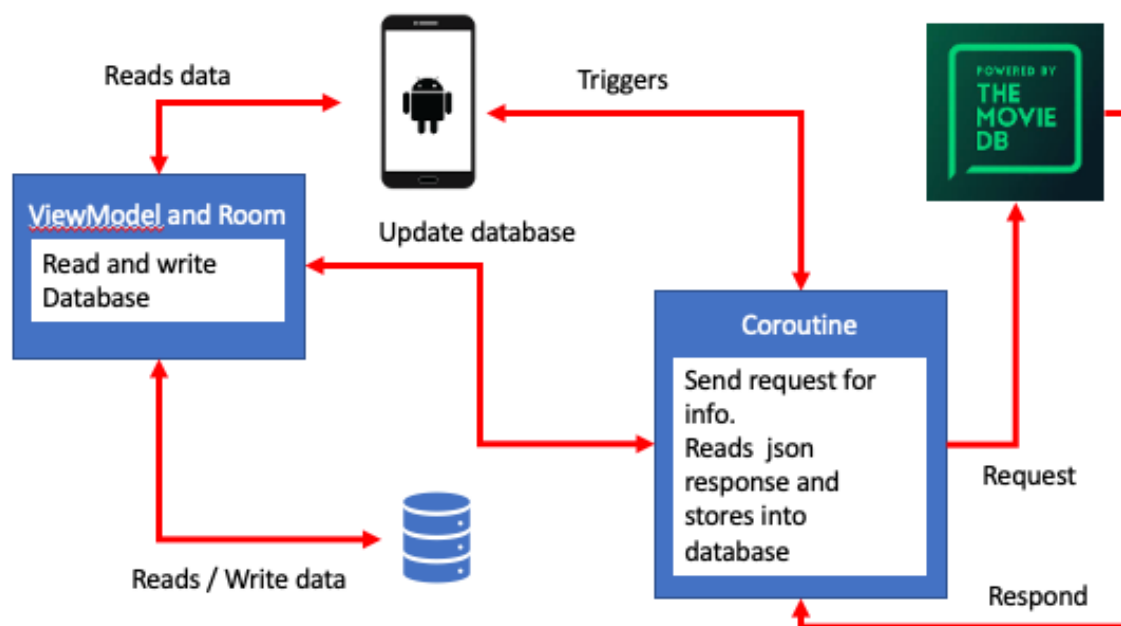 Reads data
Triggers
POWERED BY
THE
MOVIE
DB
ViewModel and Room
Read and write
Database
Update database
Coroutine
Send request for
info.
Reads json
response and
stores into
database
Request
Reads / Write data
Respond